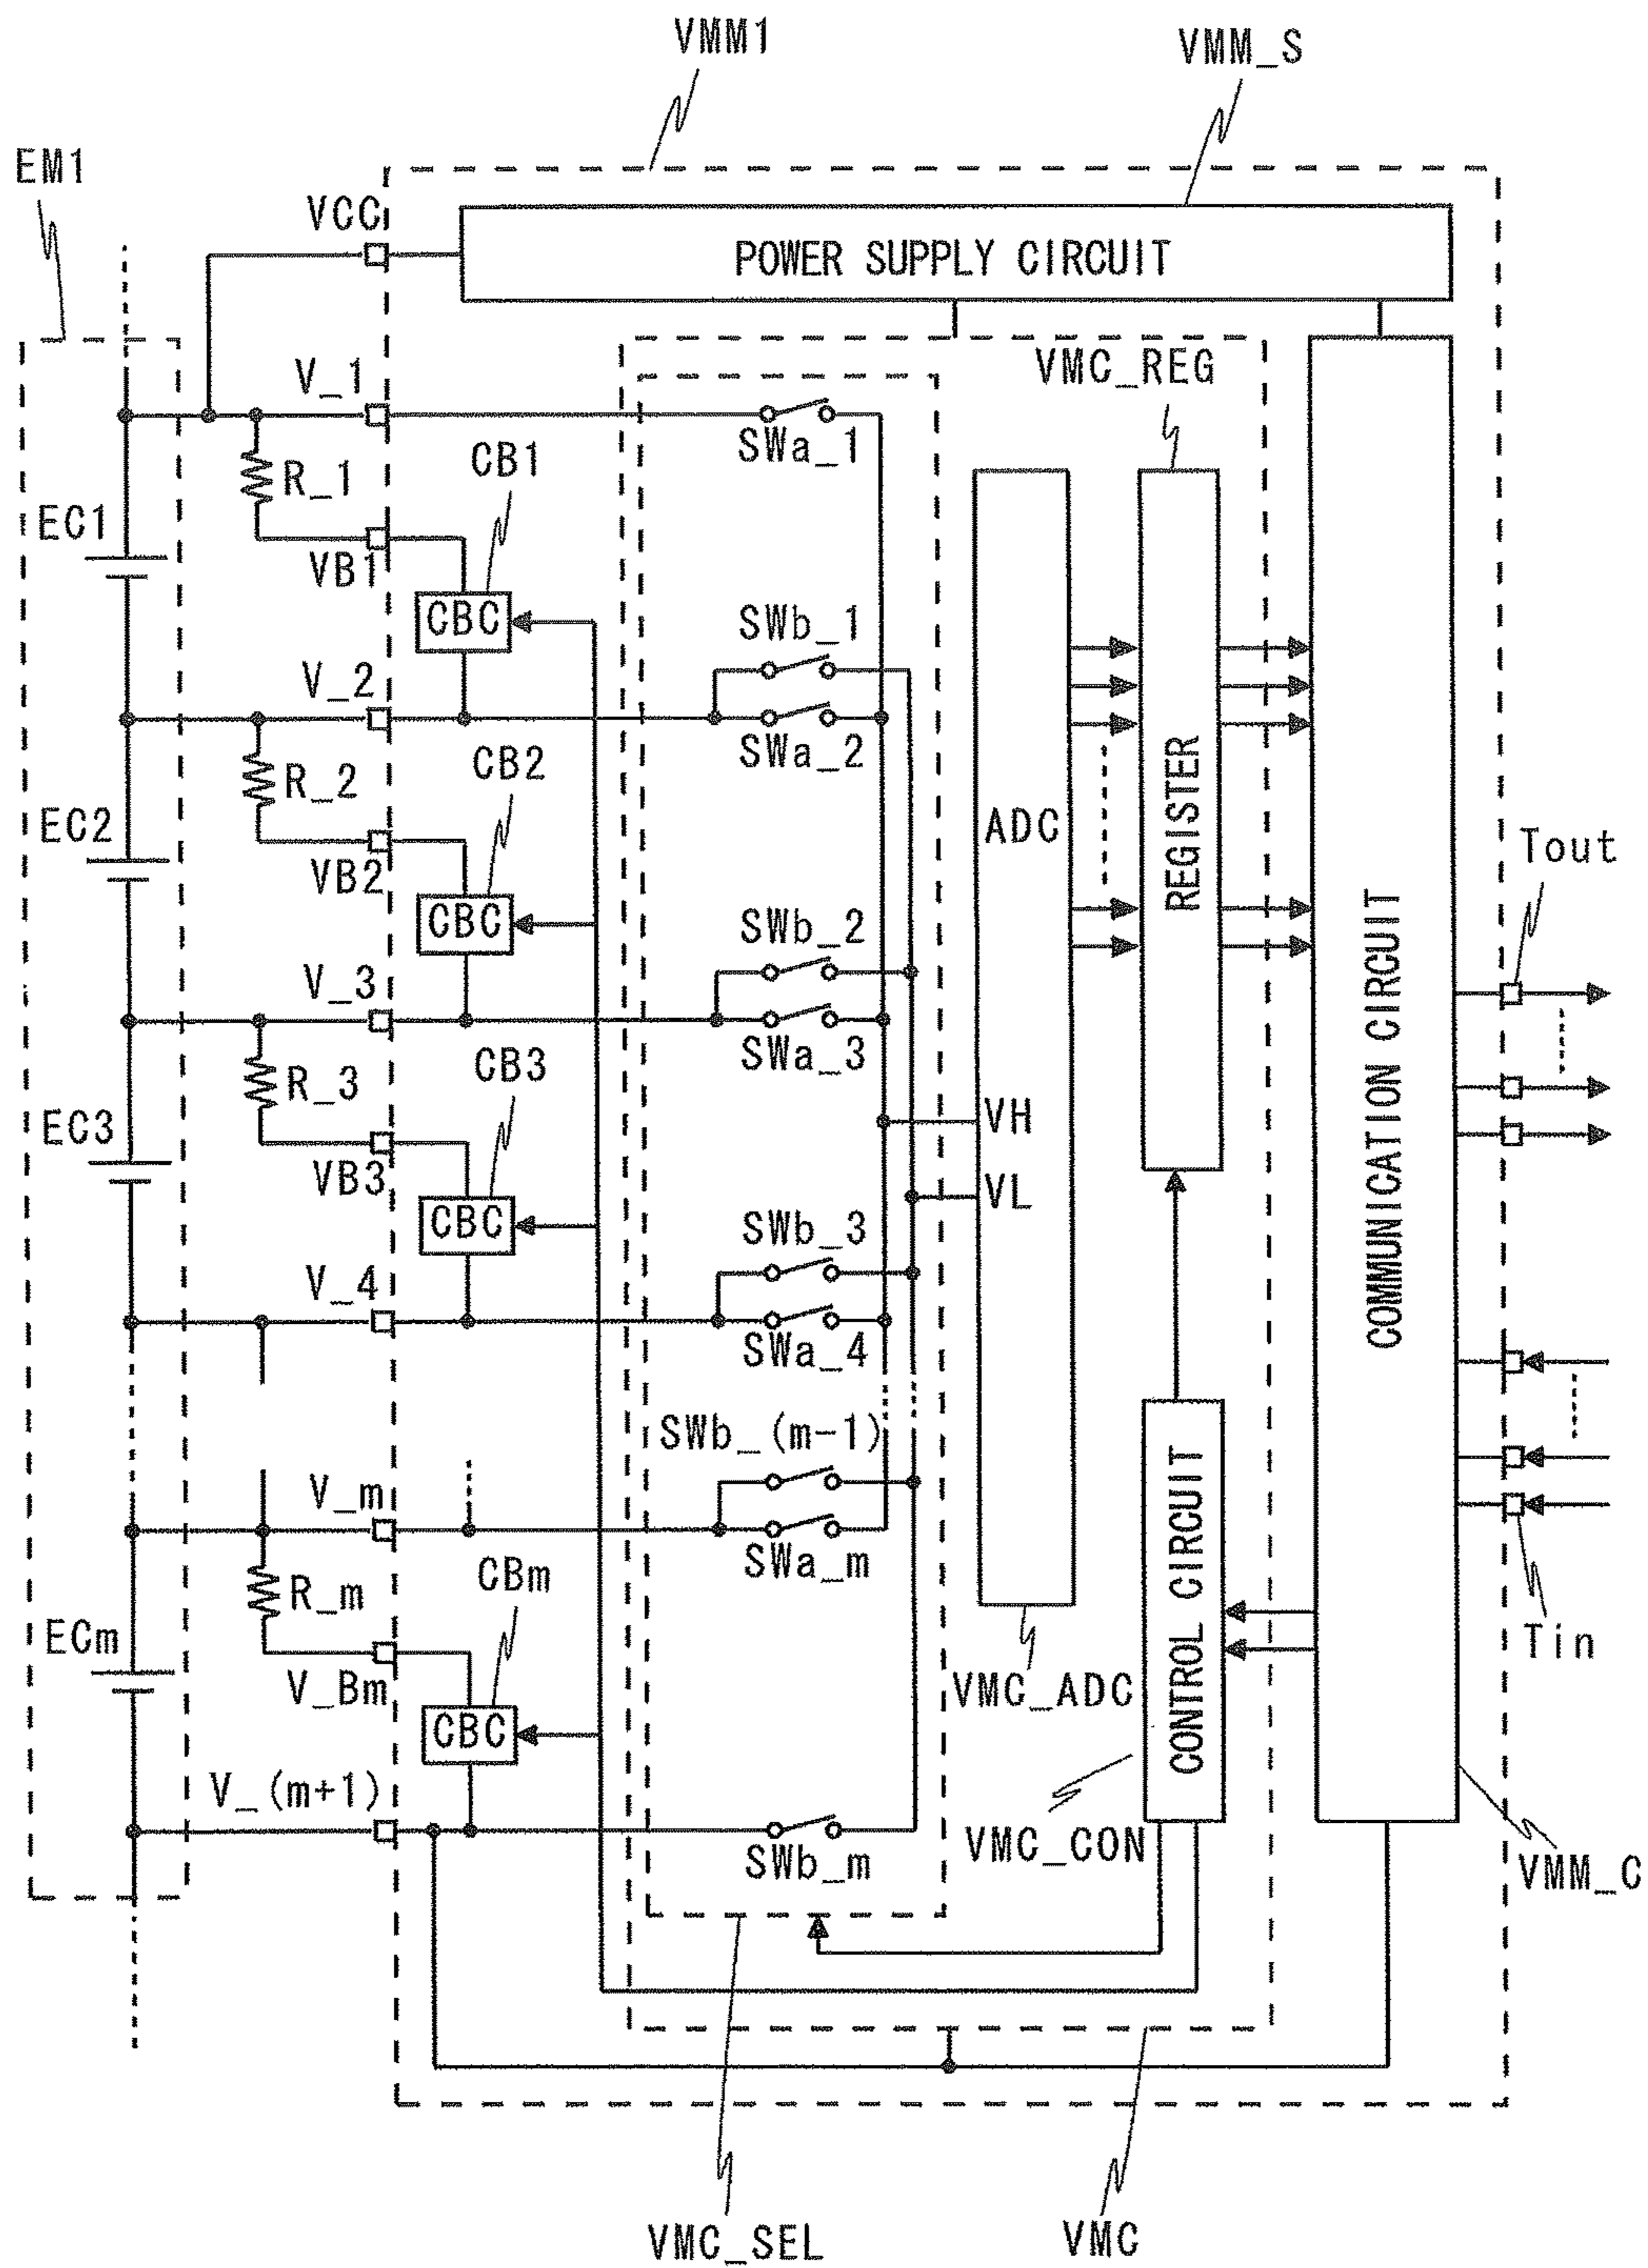 VMM1
VMM_S
EM1
VCC
POWER SUPPLY CIRCUIT
V_1
VMC_REG
SWa_1
CB1
R_1
EC1
VB1
CBC
SWb_1
V_2
SWa_2
CB2
R_2
EC2
ADC
REGISTER
Tout
VB2
CBC
SWb_2
COMMUNICATION CIRCUIT
V_3
SWa_3
CB3
R_3
EC3
VH
VB3
VL
CBC
SWb_3
V_4
SWa_4
SWb_(m-1)
V_m
SWa_m
CONTROL CIRCUIT
CBm
R_m
ECm
Tin
V_Bm
VMC_ADC
CBC
V_(m+1)
SWb_m
VMC_CON
VMM_C
VMC_SEL
VMC